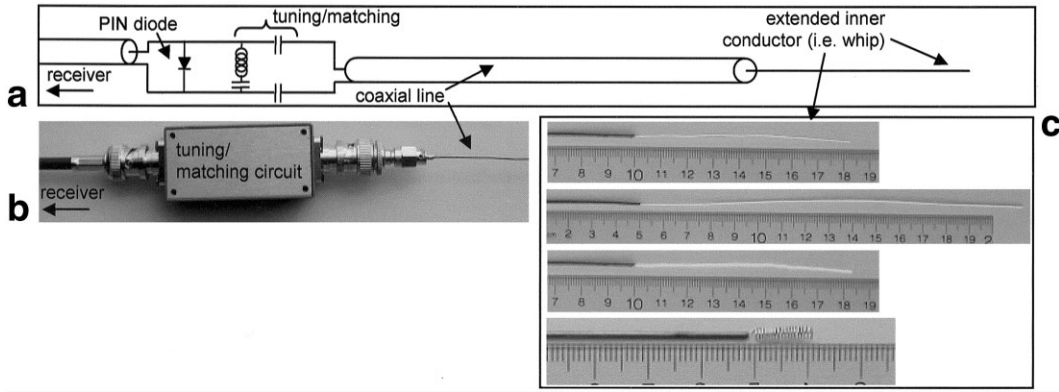 PIN diode
tuning/matching
extended inner
conductor (i.e. whip)
receiver
a
coaxial line
c
tuning/
matching circuit
receiver
b
7 8 9 10 11 12 13 14 15 16 17 18 19
2 3 4 5 6 7 8 9 10 11 12 13 14 15 16 17 18 19 2
7 8 9 10 11 12 13 14 15 16 17 18 19